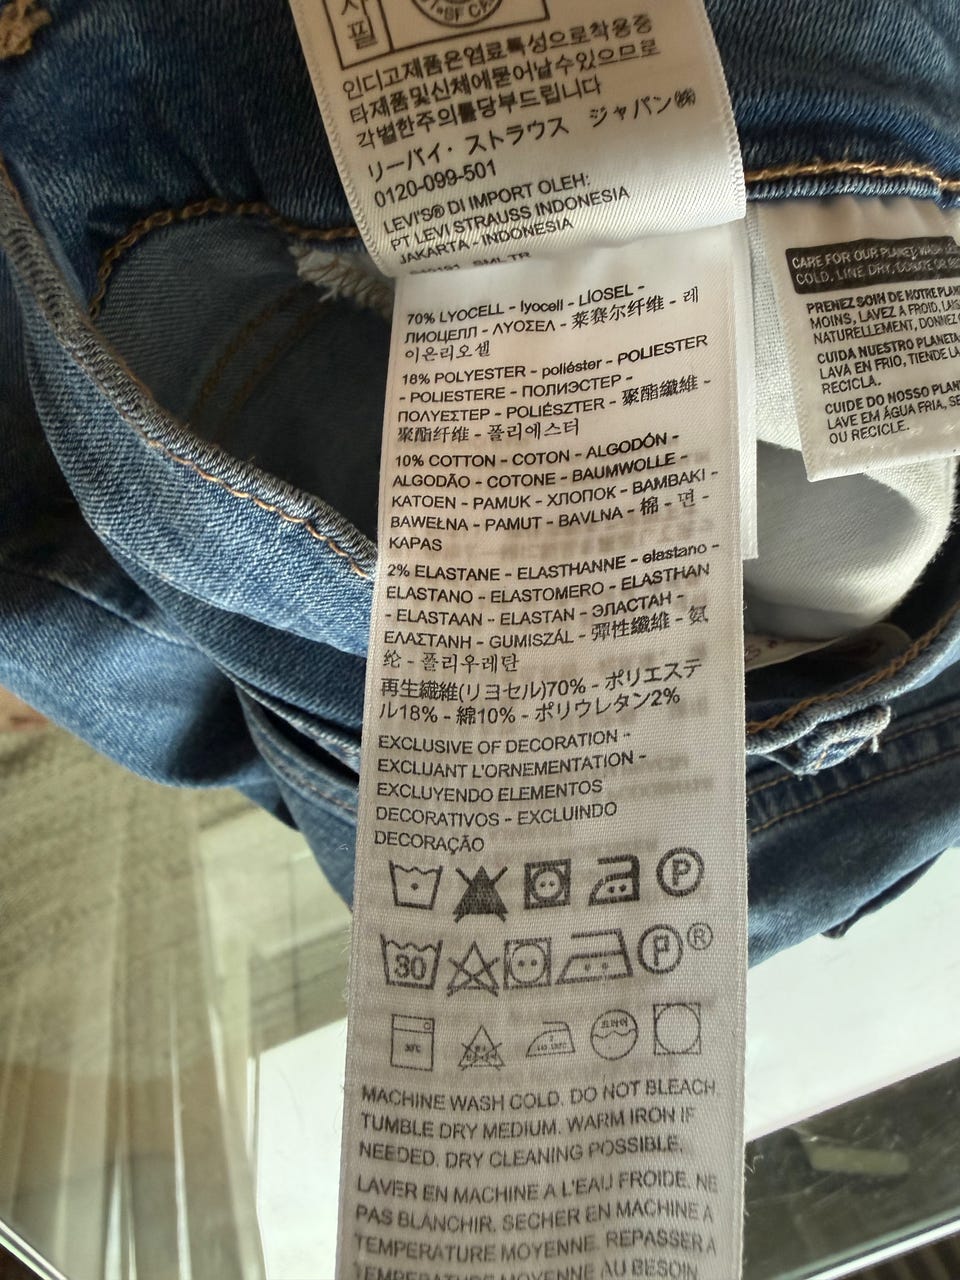 사
필
인디고제품은염료특성으로착용중
타제품및신체에묻어날수있으므로
각별한주의를당부드립니다
リーバイ・ストラウス ジャパン㈱
0120-099-501
LEVI'S® DI IMPORT OLEH:
PT LEVI STRAUSS INDONESIA
JAKARTA - INDONESIA
SML TR
70% LYOCELL - lyocell - LIOSEL -
ЛИОЦЕЛЛ - ΛΥΟΣΕΛ - 莱赛尔纤维 - 레
이온리오셀
18% POLYESTER - poliéster - POLIESTER
- POLIESTERE - ПОЛИЭСТЕР -
ΠΟΛΥΕΣΤΕΡ - POLIÉSZTER - 聚酯纖維 -
聚酯纤维 - 폴리에스터
10% COTTON - COTON - ALGODÓN -
ALGODÃO - COTONE - BAUMWOLLE -
KATOEN - PAMUK - ХЛОПОК - BAMBAKI -
BAWEŁNA - PAMUT - BAVLNA - 棉 - 면 -
KAPAS
2% ELASTANE - ELASTHANNE - elastano -
ELASTANO - ELASTOMERO - ELASTHAN
- ELASTAAN - ELASTAN - ЭЛАСТАН -
ΕΛΑΣΤΑΝΗ - GUMISZÁL - 彈性纖維 - 氨
纶 - 폴리우레탄
再生繊維(リヨセル)70% - ポリエステ
ル18% - 綿10% - ポリウレタン2%
EXCLUSIVE OF DECORATION -
EXCLUANT L'ORNEMENTATION -
EXCLUYENDO ELEMENTOS
DECORATIVOS - EXCLUINDO
DECORAÇÃO
P
30 P ®
30℃
MACHINE WASH COLD. DO NOT BLEACH.
TUMBLE DRY MEDIUM. WARM IRON IF
NEEDED. DRY CLEANING POSSIBLE.
LAVER EN MACHINE A L'EAU FROIDE. NE
PAS BLANCHIR. SECHER EN MACHINE A
TEMPERATURE MOYENNE. REPASSER A
TEMPERATURE MOYENNE AU BESOIN
CARE FOR OUR PLANET: WASH
COLD, LINE DRY, DONATE OR
PRENEZ SOIN DE NOTRE
MOINS, LAVEZ À FROID,
NATURELLEMENT, DONNEZ
CUIDA NUESTRO PLANETA
LAVA EN FRIO, TIENDE
RECICLA.
CUIDE DO NOSSO
LAVE EM ÁGUA FRIA,
OU RECICLE.